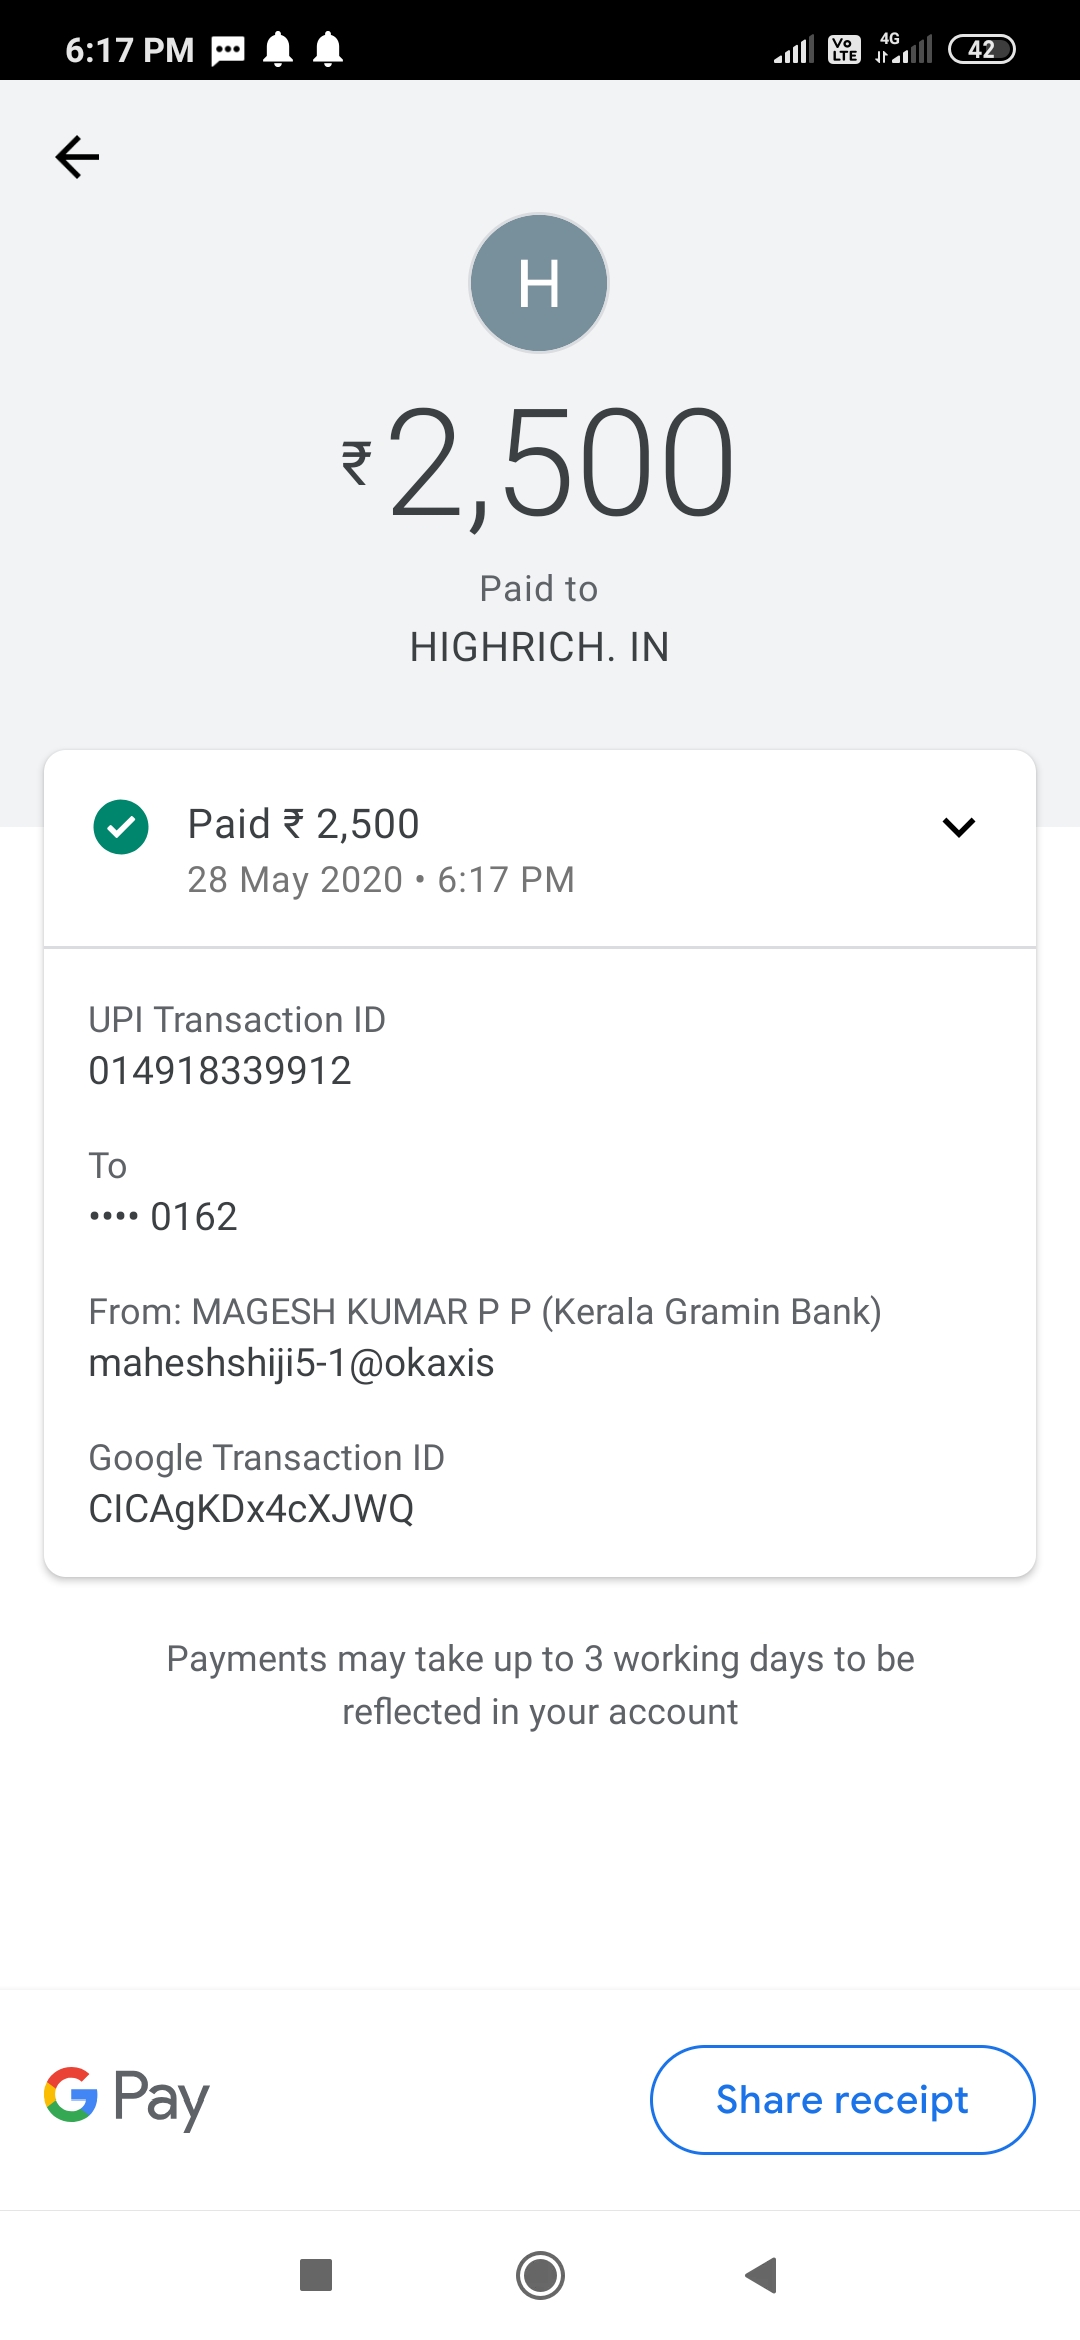 6:17 PM
Vo
LTE
4G
42
H
₹2,500
Paid to
HIGHRICH. IN
Paid ₹ 2,500
28 May 2020 • 6:17 PM
UPI Transaction ID
014918339912
To
•••• 0162
From: MAGESH KUMAR P P (Kerala Gramin Bank)
maheshshiji5-1@okaxis
Google Transaction ID
CICAgKDx4cXJWQ
Payments may take up to 3 working days to be
reflected in your account
G Pay
Share receipt